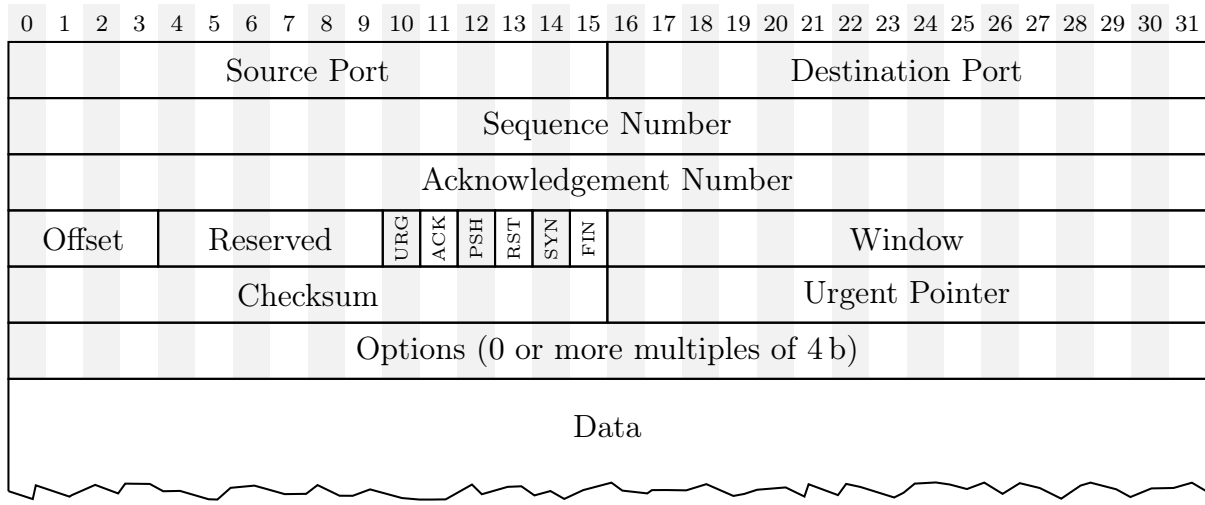 0 1 2 3 4 5 6 7 8 9 10 11 12 13 14 15 16 17 18 19 20 21 22 23 24 25 26 27 28 29 30 31
Source Port Destination Port
Sequence Number
Acknowledgement Number
Offset Reserved URG ACK PSH RST SYN FIN Window
Checksum Urgent Pointer
Options (0 or more multiples of 4 b)
Data